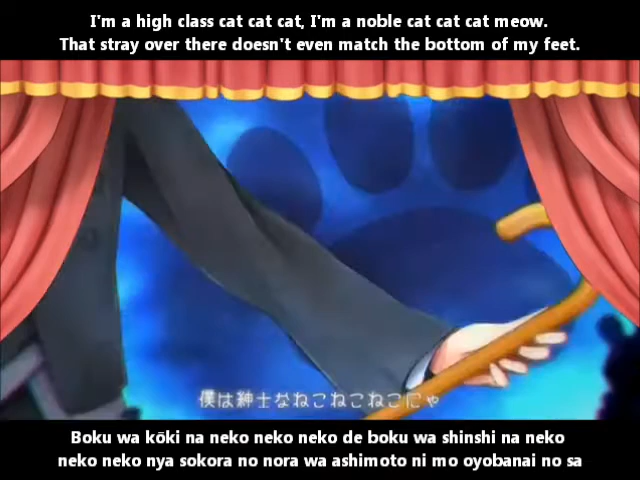 I'm a high class cat cat cat, I'm a noble cat cat cat meow.
That stray over there doesn't even match the bottom of my feet.
僕は紳士なねこねこねこにゃ
Boku wa kōki na neko neko neko de boku wa shinshi na neko
neko neko nya sokora no nora wa ashimoto ni mo oyobanai no sa